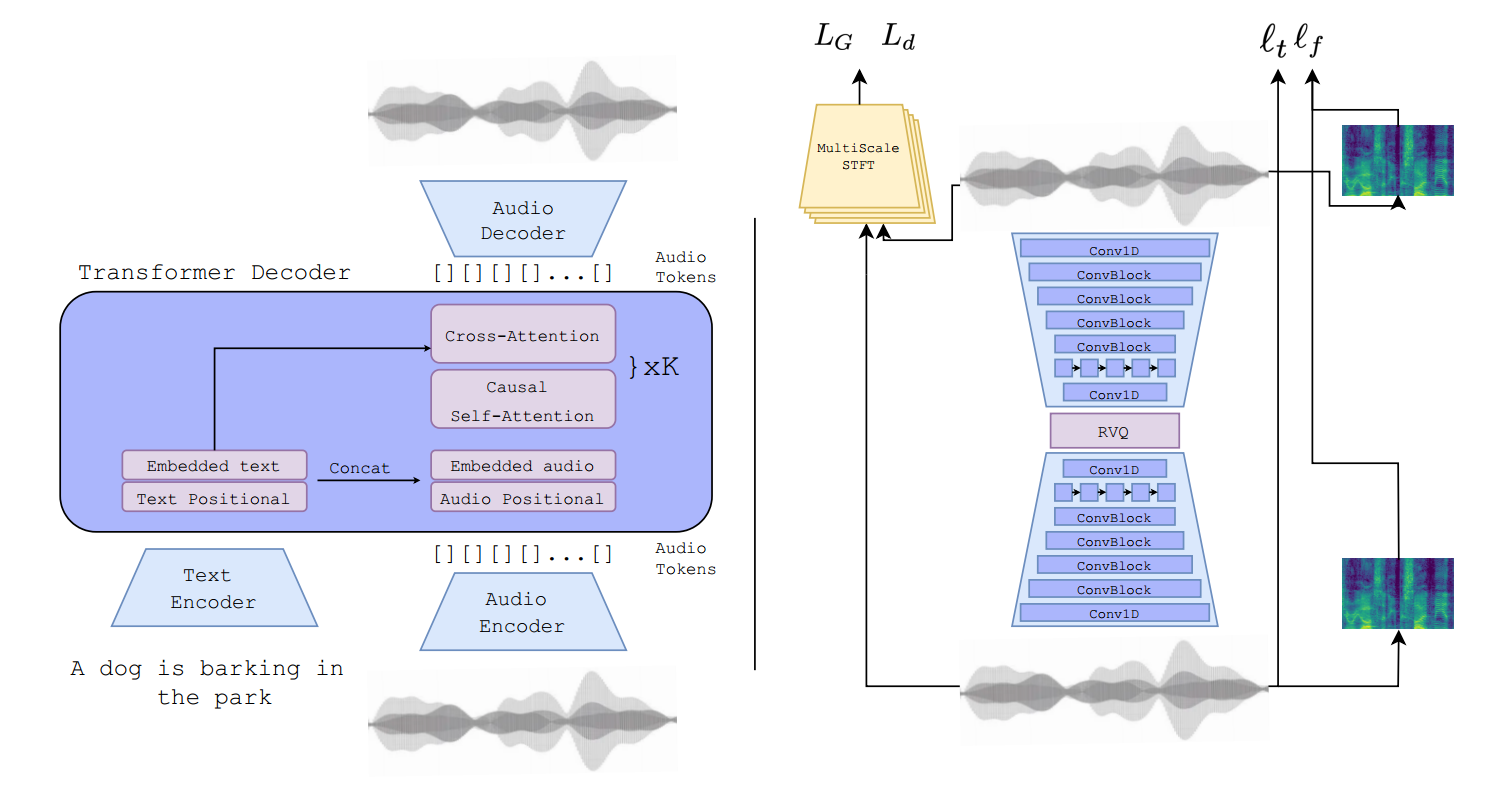 Audio
Decoder
Transformer Decoder
[][][][]...[]
Audio
Tokens
Cross-Attention
}xK
Causal
Self-Attention
Embedded text
Text Positional
Concat
Embedded audio
Audio Positional
[][][][]...[]
Audio
Tokens
Text
Encoder
Audio
Encoder
A dog is barking in
the park
L_G L_d
ℓ_t ℓ_f
MultiScale
STFT
Conv1D
ConvBlock
ConvBlock
ConvBlock
ConvBlock
Conv1D
RVQ
Conv1D
ConvBlock
ConvBlock
ConvBlock
ConvBlock
Conv1D